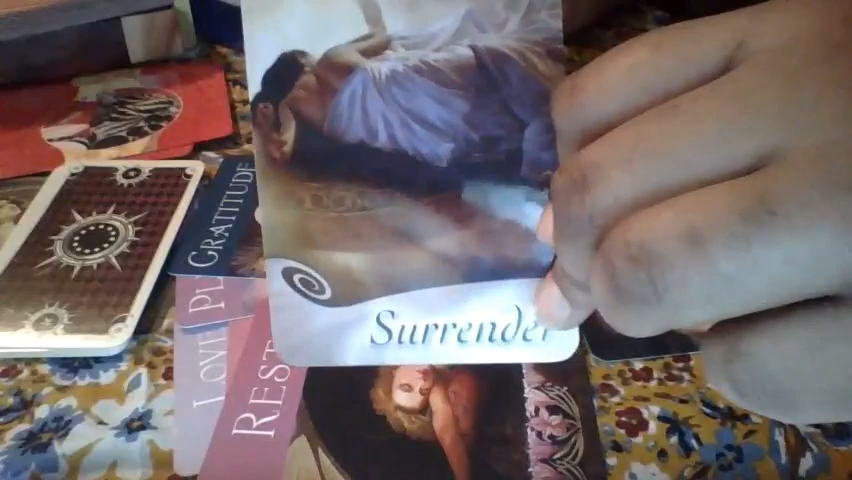 GRATITUDE
PL
LOVE
REST
Surrender